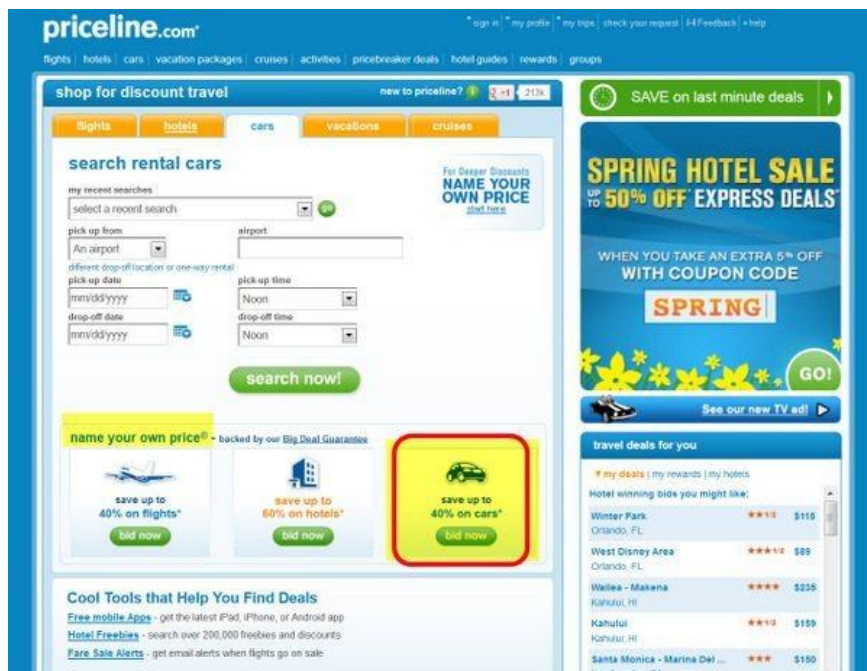 priceline.com
sign in | my profile | my trips | check your request | [+] Feedback | help
flights | hotels | cars | vacation packages | cruises | activities | pricebreaker deals | hotel guides | rewards | groups
shop for discount travel
new to priceline?
+1 213k
flights
hotels
cars
vacations
cruises
search rental cars
For Deeper Discounts
NAME YOUR
OWN PRICE
start here
my recent searches
select a recent search
go
pick up from
airport
An airport
different drop-off location or one-way rental
pick-up date
pick-up time
mm/dd/yyyy
Noon
drop-off date
drop-off time
mm/dd/yyyy
Noon
search now!
name your own price® - backed by our Big Deal Guarantee
save up to
40% on flights*
bid now
save up to
60% on hotels*
bid now
save up to
40% on cars*
bid now
Cool Tools that Help You Find Deals
Free mobile Apps - get the latest iPad, iPhone, or Android app
Hotel Freebies - search over 200,000 freebies and discounts
Fare Sale Alerts - get email alerts when flights go on sale
SAVE on last minute deals
SPRING HOTEL SALE
UP TO 50% OFF* EXPRESS DEALS*
WHEN YOU TAKE AN EXTRA 5% OFF
WITH COUPON CODE
SPRING
GO!
See our new TV ad!
travel deals for you
my deals | my rewards | my hotels
Hotel winning bids you might like:
Winter Park $115
Orlando, FL
West Disney Area $89
Orlando, FL
Wailea - Makena $235
Kahului, HI
Kahului $159
Kahului, HI
Santa Monica - Marina Del ... $150